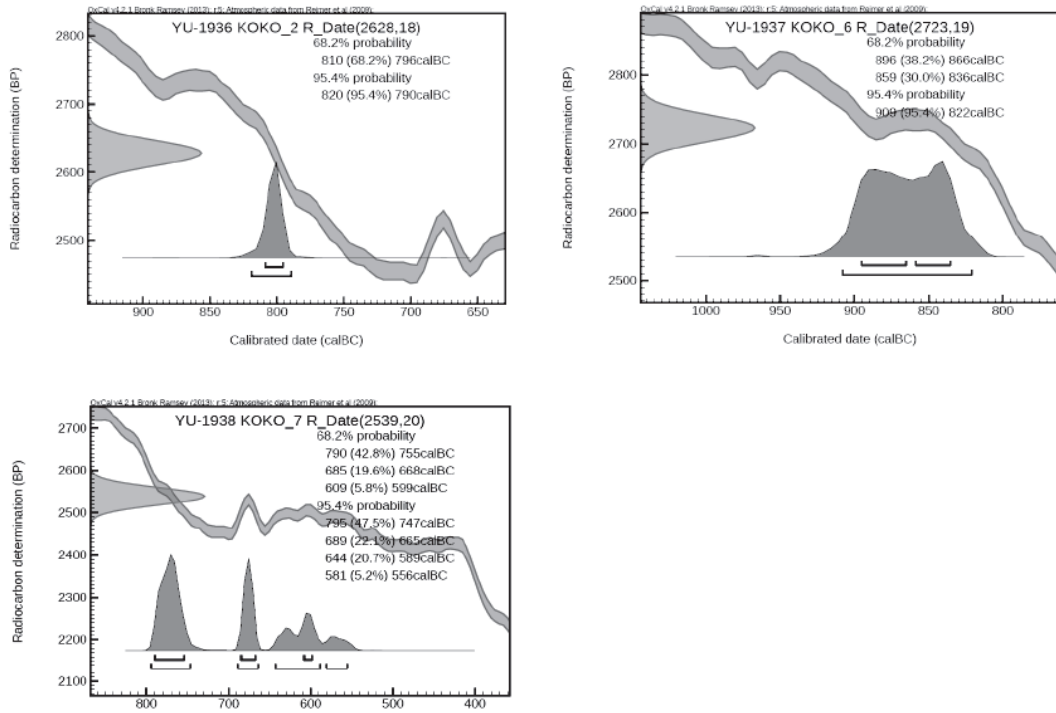 OxCal v4.2.1 Bronk Ramsey (2013); r:5; Atmospheric data from Reimer et al (2009);
YU-1936 KOKO_2 R_Date(2628,18)
68.2% probability
810 (68.2%) 796calBC
95.4% probability
820 (95.4%) 790calBC
Radiocarbon determination (BP)
2800
2700
2600
2500
900 850 800 750 700 650
Calibrated date (calBC)
OxCal v4.2.1 Bronk Ramsey (2013); r:5; Atmospheric data from Reimer et al (2009);
YU-1937 KOKO_6 R_Date(2723,19)
68.2% probability
896 (38.2%) 866calBC
859 (30.0%) 836calBC
95.4% probability
909 (95.4%) 822calBC
Radiocarbon determination (BP)
2800
2700
2600
2500
1000 950 900 850 800
Calibrated date (calBC)
OxCal v4.2.1 Bronk Ramsey (2013); r:5; Atmospheric data from Reimer et al (2009);
YU-1938 KOKO_7 R_Date(2539,20)
68.2% probability
790 (42.8%) 755calBC
685 (19.6%) 668calBC
609 (5.8%) 599calBC
95.4% probability
795 (47.5%) 747calBC
689 (22.1%) 665calBC
644 (20.7%) 589calBC
581 (5.2%) 556calBC
Radiocarbon determination (BP)
2700
2600
2500
2400
2300
2200
2100
800 700 600 500 400